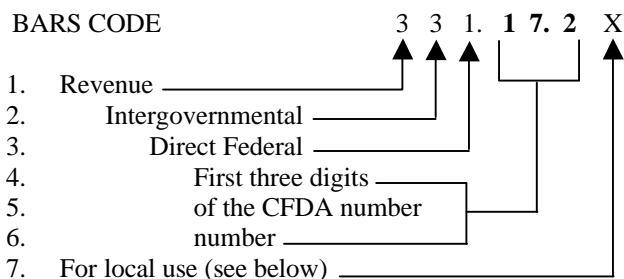 BARS CODE 3 3 1. 1 7. 2 X
1. Revenue
2. Intergovernmental
3. Direct Federal
4. First three digits
5. of the CFDA number
6. number
7. For local use (see below)